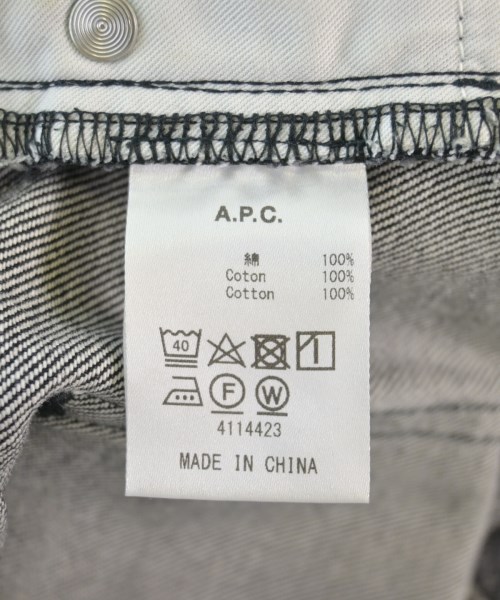 A.P.C.
綿 100%
Coton 100%
Cotton 100%
40
F W
4114423
MADE IN CHINA